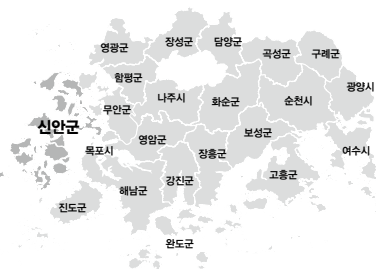 영광군
장성군
담양군
곡성군
구례군
함평군
광양시
나주시
화순군
순천시
무안군
신안군
보성군
영암군
목포시
장흥군
여수시
강진군
고흥군
해남군
진도군
완도군